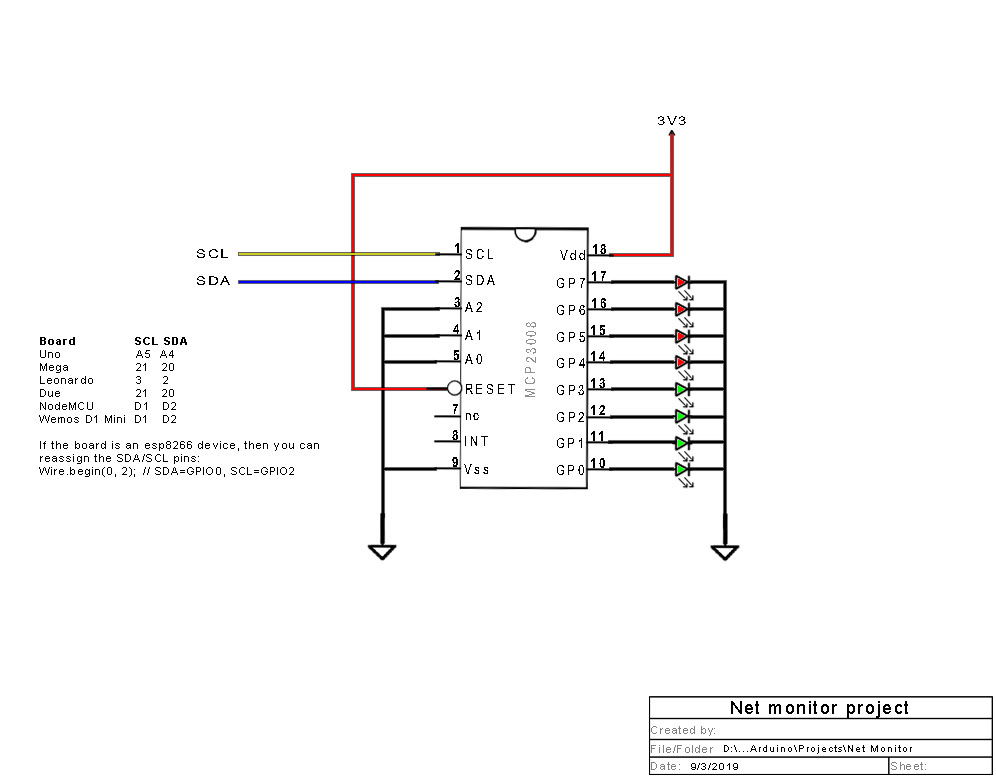 3V3
SCL
SDA
1 SCL
2 SDA
3 A2
4 A1
5 A0
RESET
7 nc
8 INT
9 Vss
MCP23008
Vdd 18
GP7 17
GP6 16
GP5 15
GP4 14
GP3 13
GP2 12
GP1 11
GP0 10
Board SCL SDA
Uno A5 A4
Mega 21 20
Leonardo 3 2
Due 21 20
NodeMCU D1 D2
Wemos D1 Mini D1 D2
If the board is an esp8266 device, then you can
reassign the SDA/SCL pins:
Wire.begin(0, 2); // SDA=GPIO0, SCL=GPIO2
Net monitor project
Created by:
File/Folder D:\...Arduino\Projects\Net Monitor
Date: 9/3/2019 Sheet: